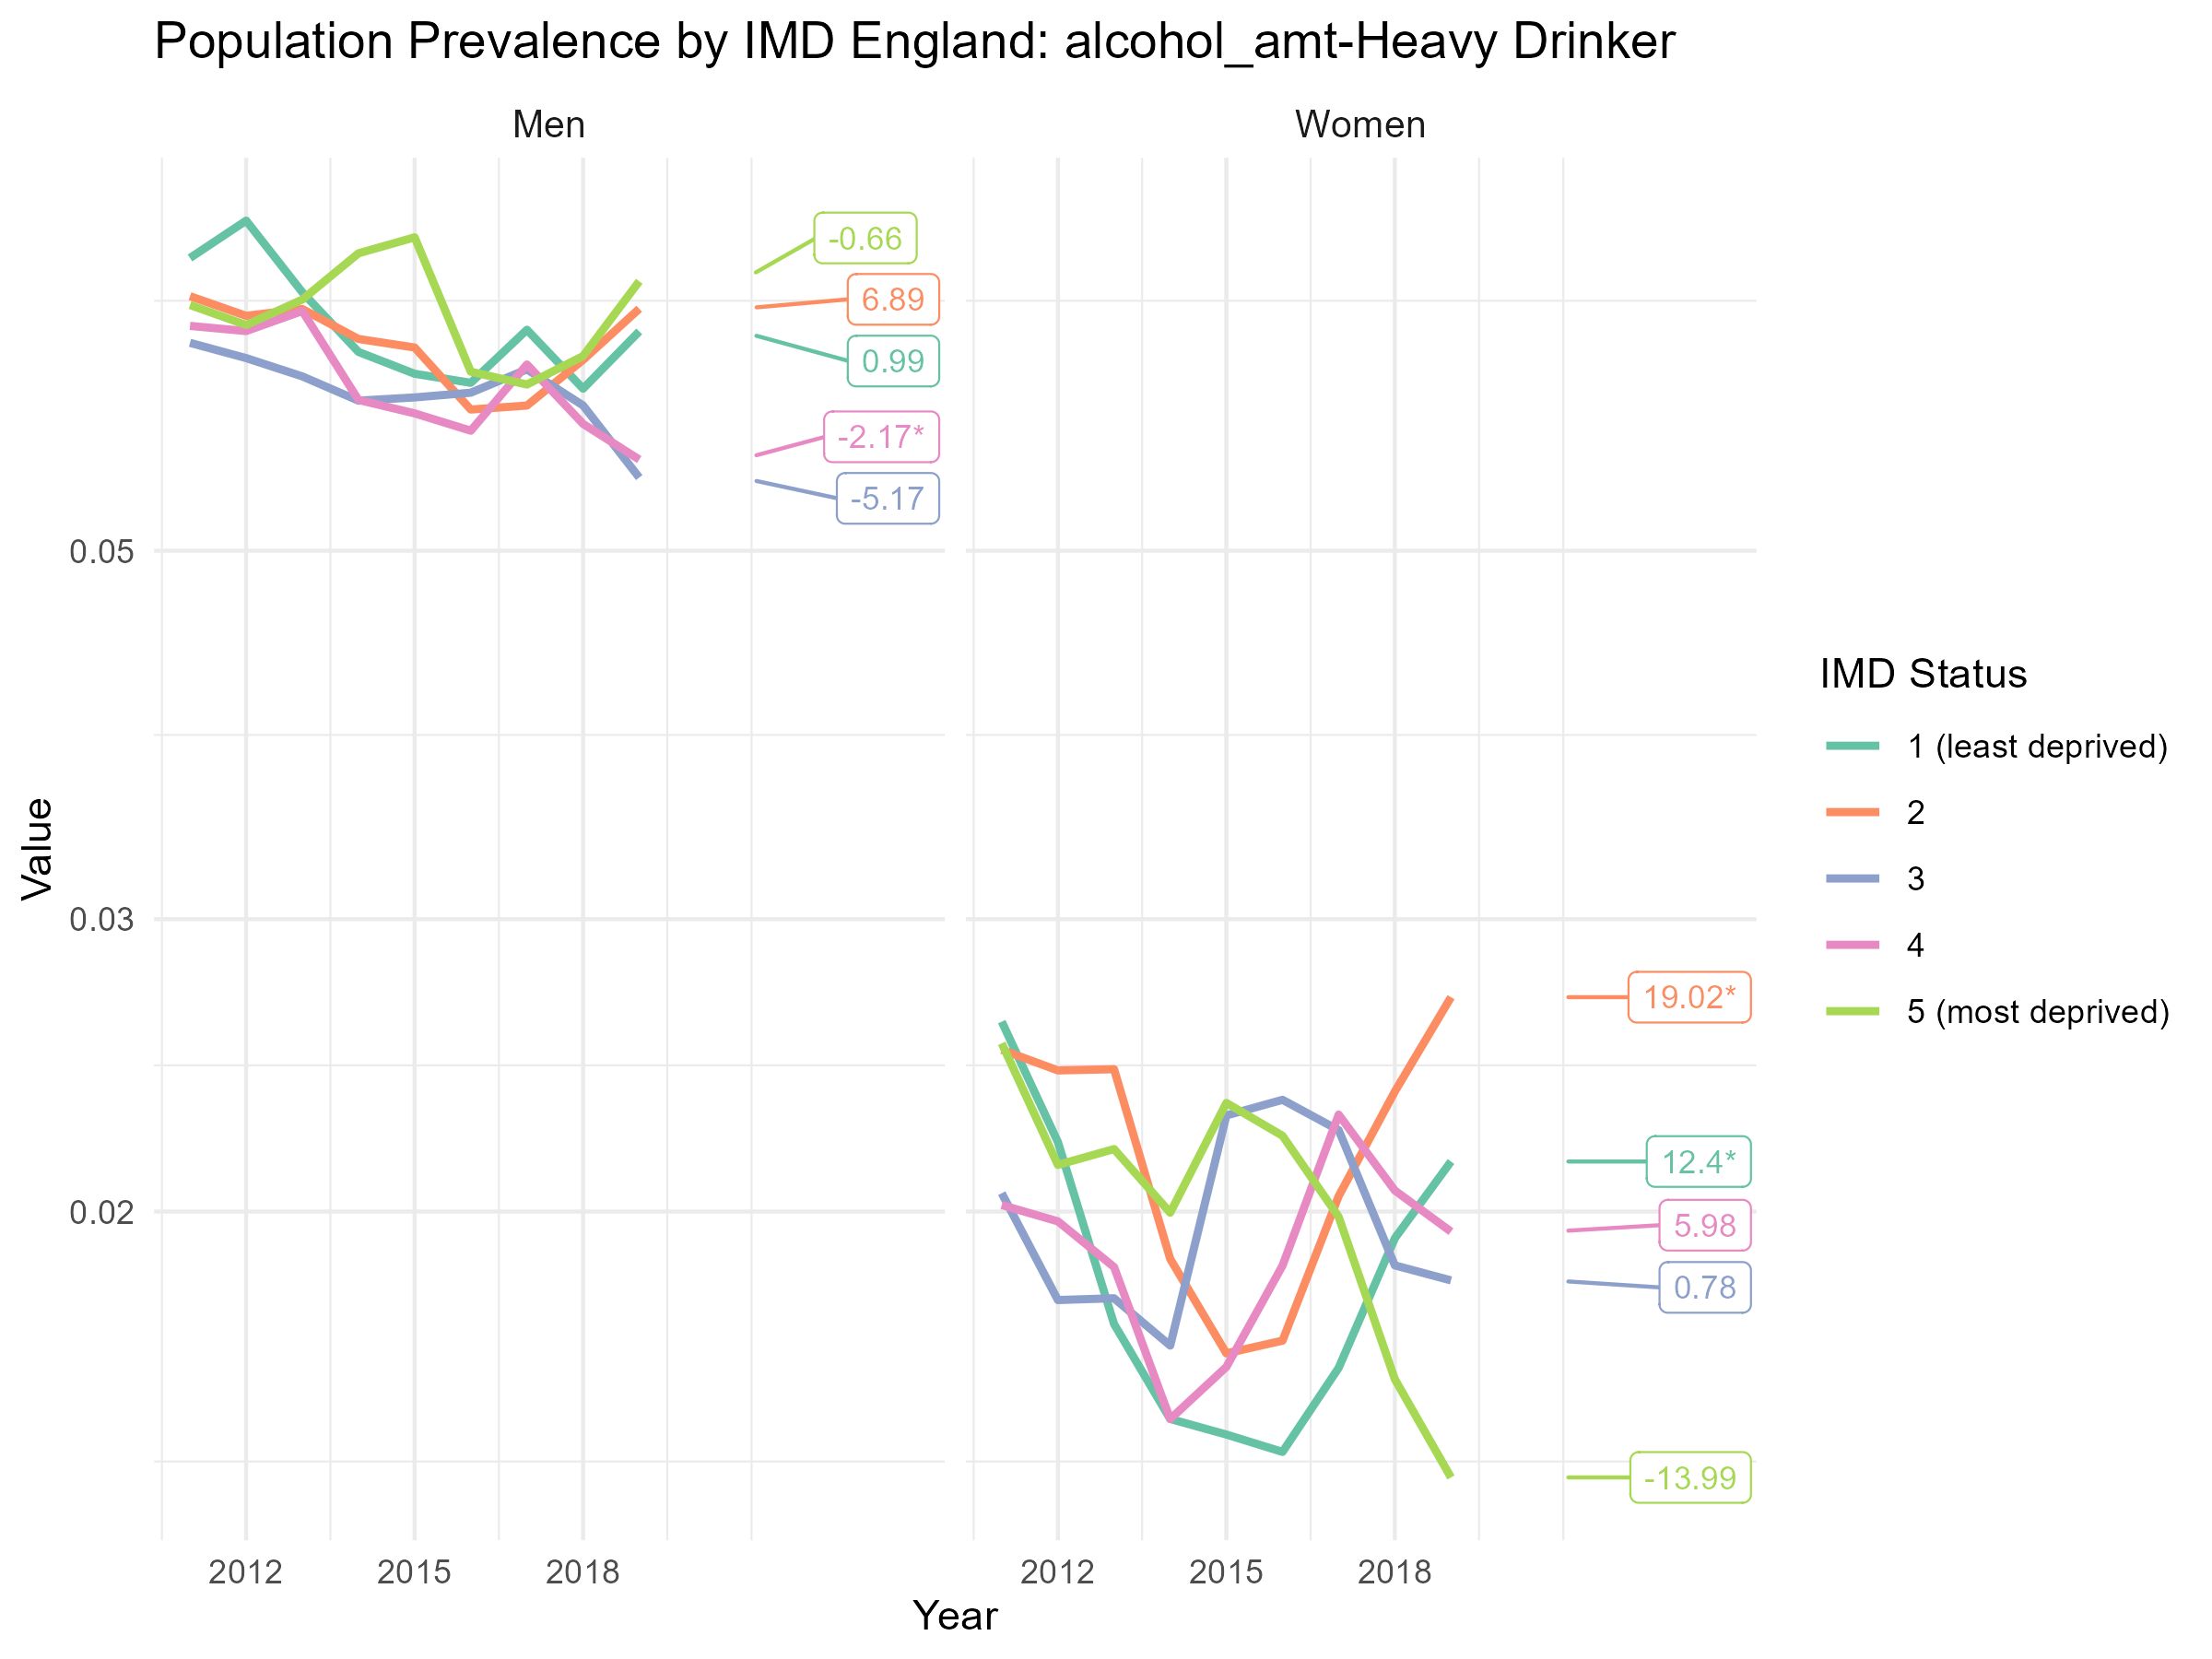 Population Prevalence by IMD England: alcohol_amt-Heavy Drinker
Men
Women
-0.66
6.89
0.99
-2.17*
-5.17
0.05
0.03
0.02
Value
19.02*
12.4*
5.98
0.78
-13.99
2012
2015
2018
2012
2015
2018
Year
IMD Status
1 (least deprived)
2
3
4
5 (most deprived)